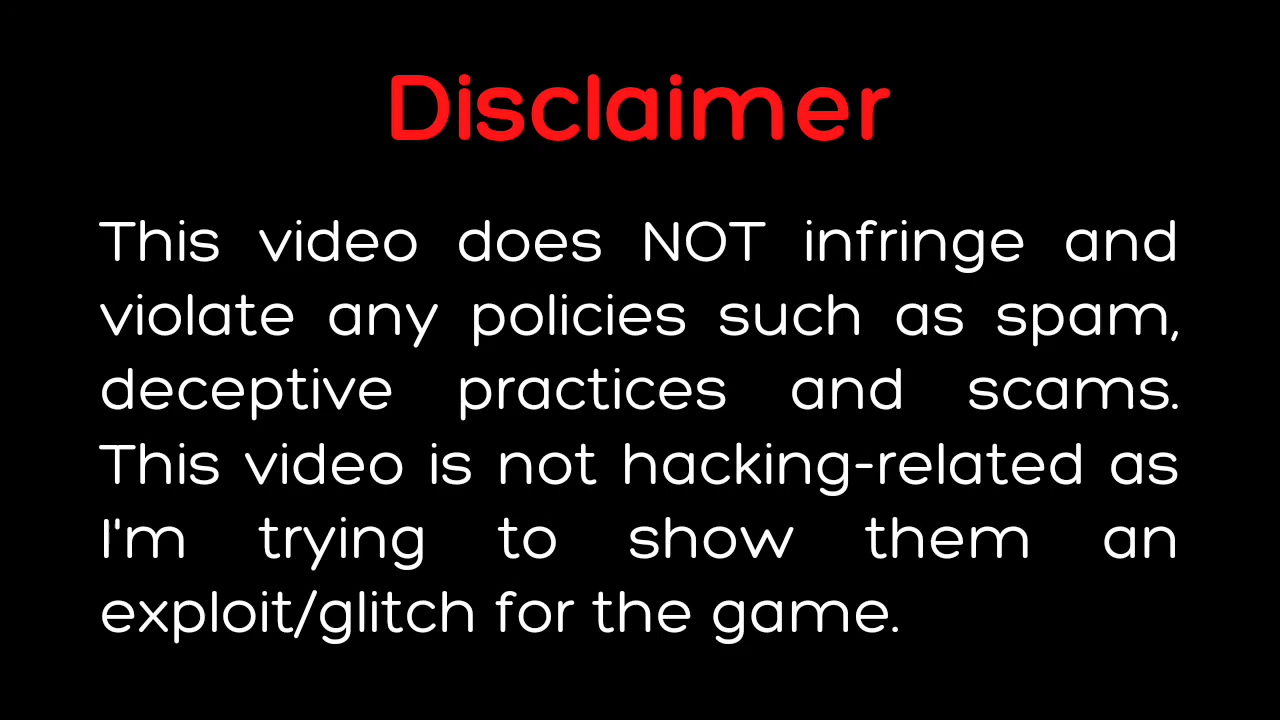 Disclaimer
This video does NOT infringe and
violate any policies such as spam,
deceptive practices and scams.
This video is not hacking-related as
I'm trying to show them an
exploit/glitch for the game.